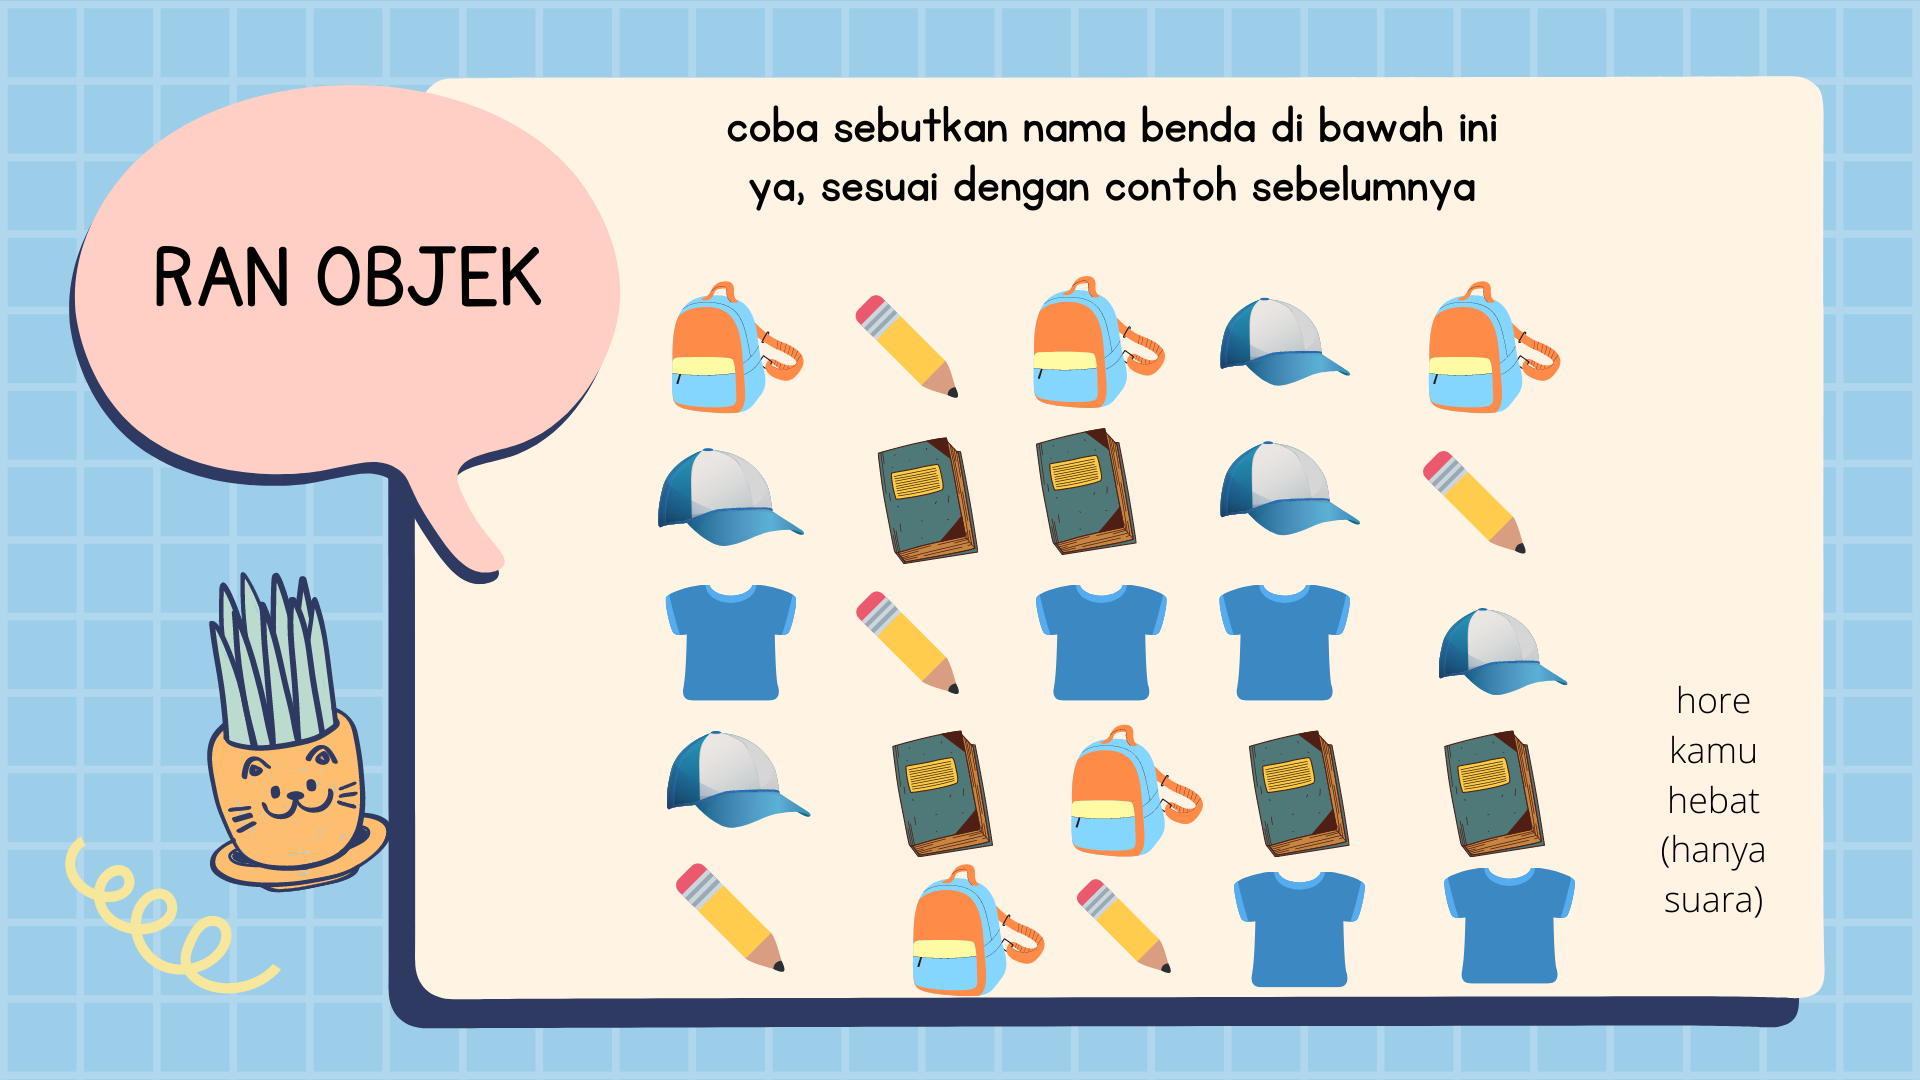 RAN OBJEK
coba sebutkan nama benda di bawah ini
ya, sesuai dengan contoh sebelumnya
hore
kamu
hebat
(hanya
suara)